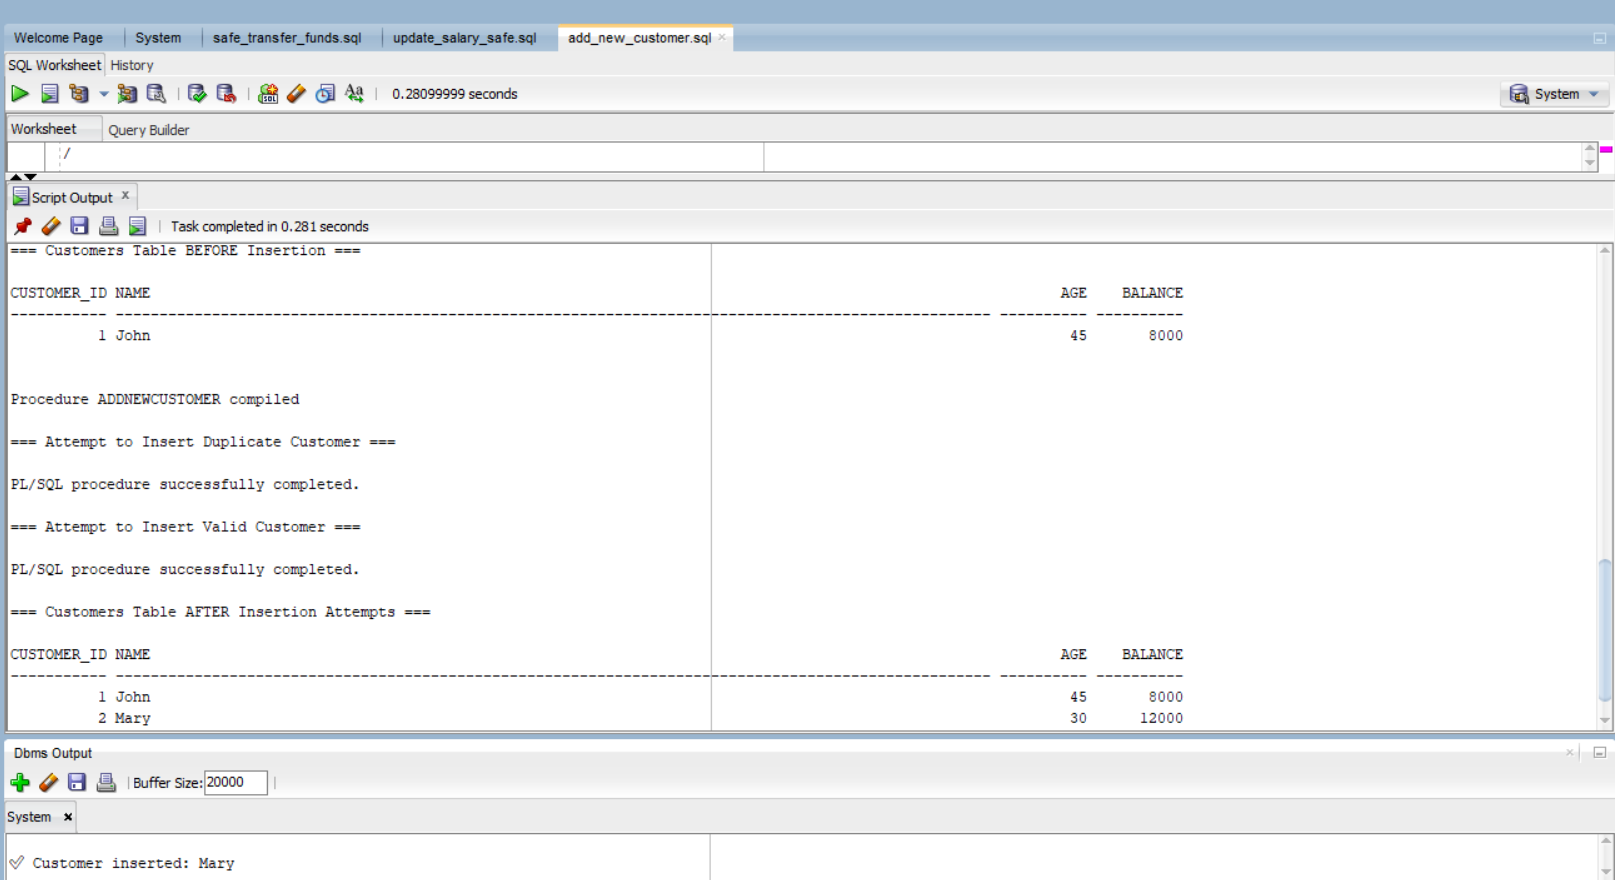 Welcome Page System safe_transfer_funds.sql update_salary_safe.sql add_new_customer.sql
SQL Worksheet History
0.28099999 seconds System
Worksheet Query Builder
/
Script Output
Task completed in 0.281 seconds
=== Customers Table BEFORE Insertion ===
CUSTOMER_ID NAME AGE BALANCE
----------- ---------------------------------------------------------------------------------------------------- ---------- ----------
1 John 45 8000
Procedure ADDNEWCUSTOMER compiled
=== Attempt to Insert Duplicate Customer ===
PL/SQL procedure successfully completed.
=== Attempt to Insert Valid Customer ===
PL/SQL procedure successfully completed.
=== Customers Table AFTER Insertion Attempts ===
CUSTOMER_ID NAME AGE BALANCE
----------- ---------------------------------------------------------------------------------------------------- ---------- ----------
1 John 45 8000
2 Mary 30 12000
Dbms Output
Buffer Size: 20000
System
✓ Customer inserted: Mary